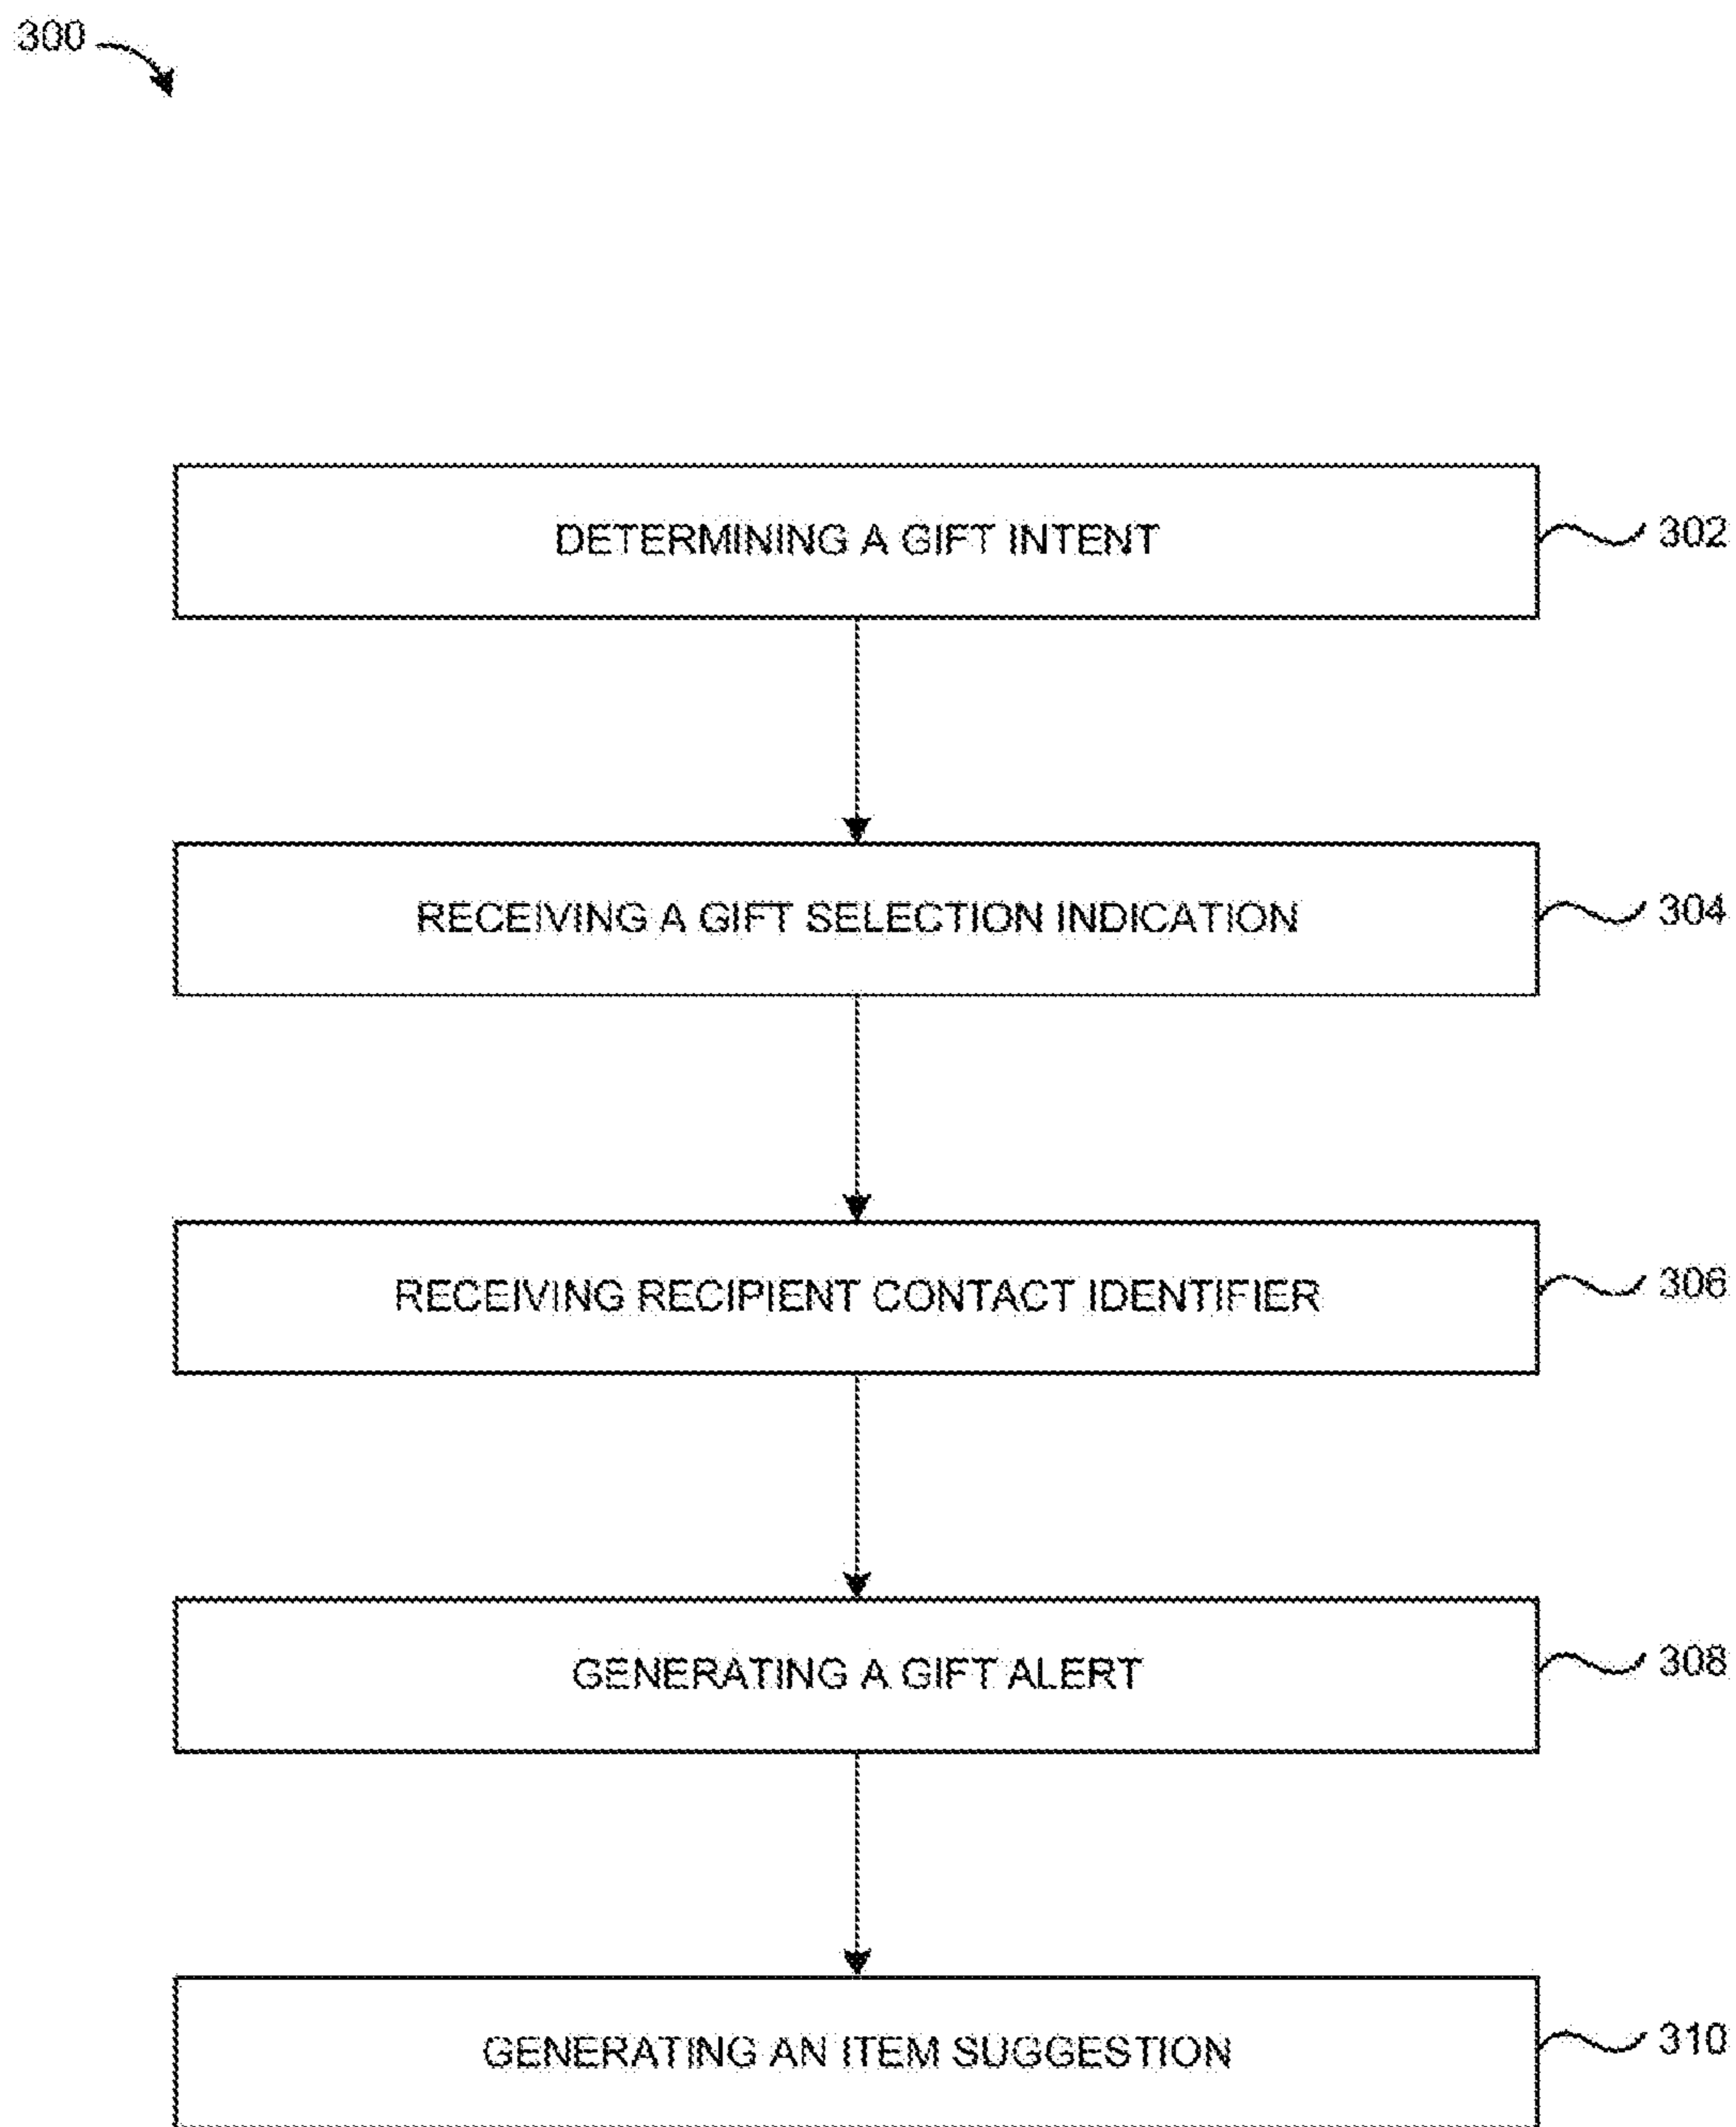 300
DETERMINING A GIFT INTENT
302
RECEIVING A GIFT SELECTION INDICATION
304
RECEIVING RECIPIENT CONTACT IDENTIFIER
306
GENERATING A GIFT ALERT
308
GENERATING AN ITEM SUGGESTION
310